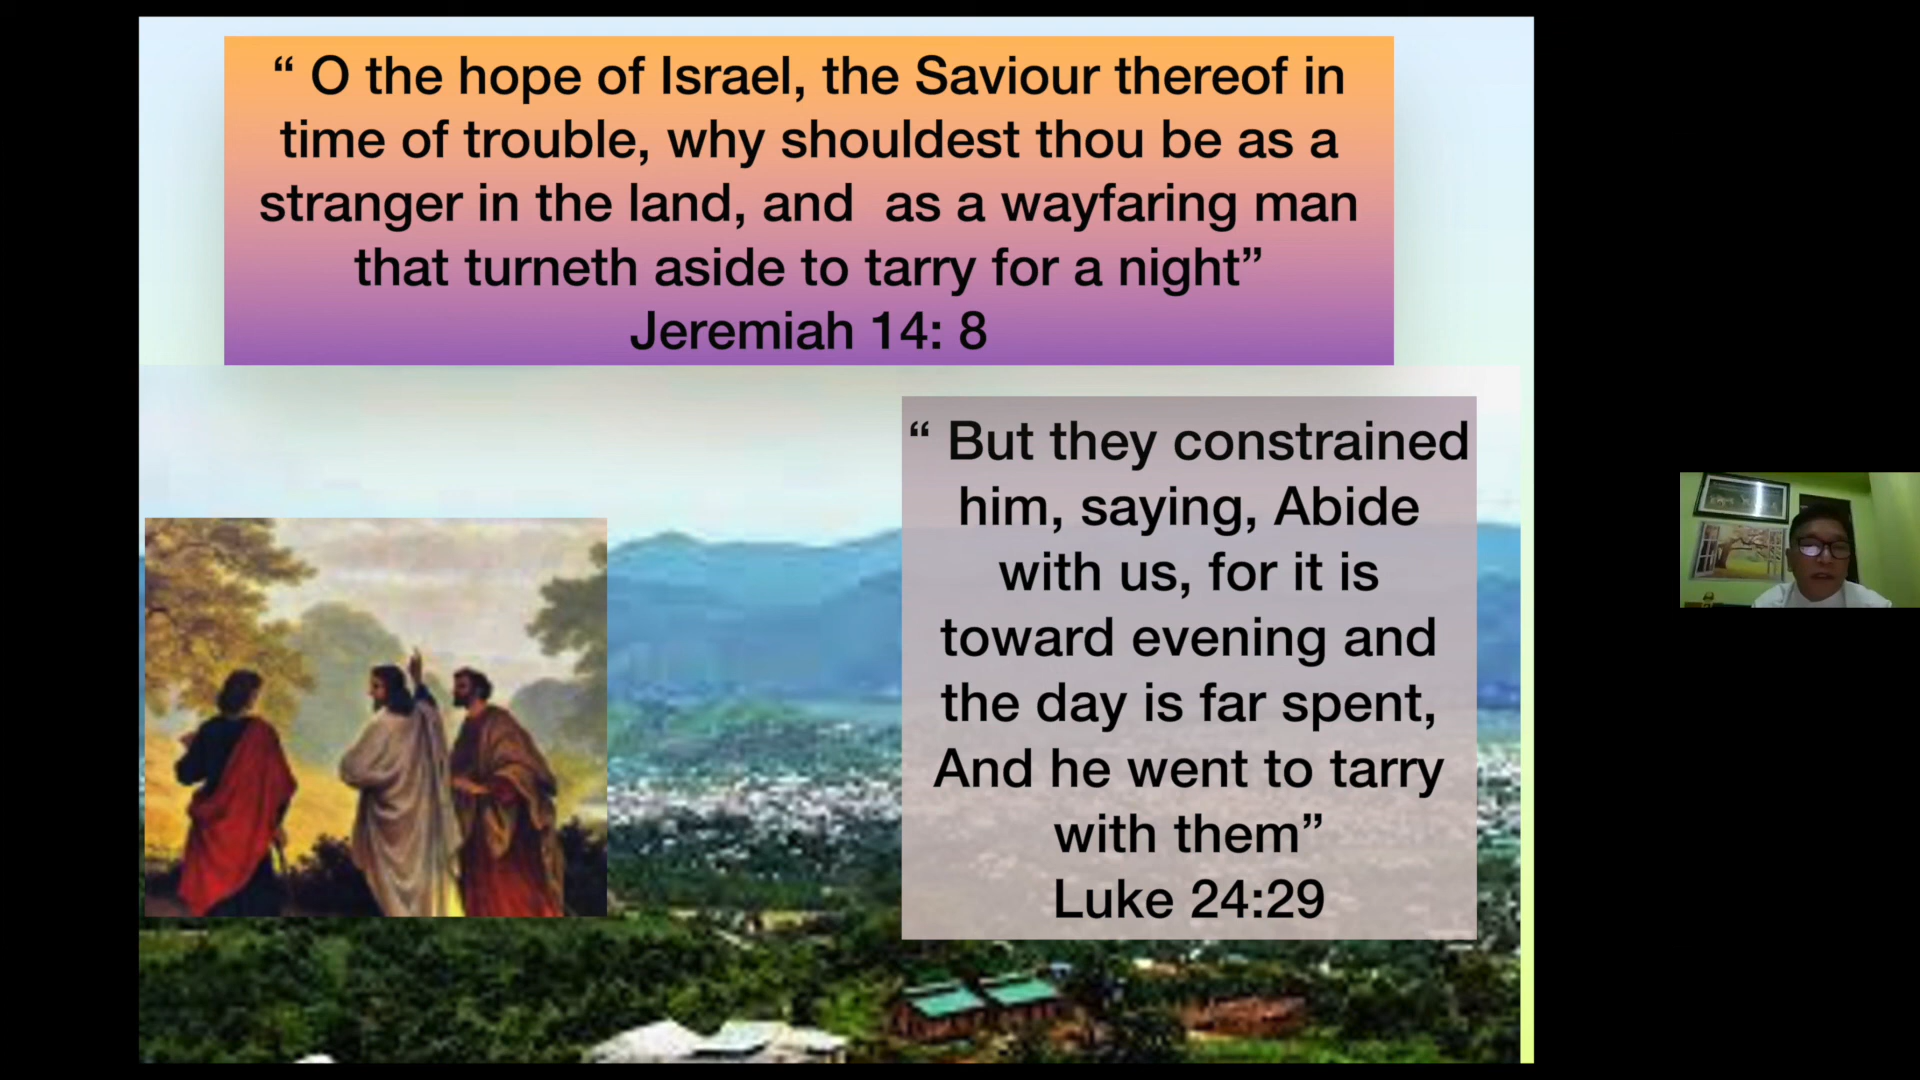 “ O the hope of Israel, the Saviour thereof in
time of trouble, why shouldest thou be as a
stranger in the land, and  as a wayfaring man
that turneth aside to tarry for a night”
Jeremiah 14: 8
“ But they constrained
him, saying, Abide
with us, for it is
toward evening and
the day is far spent,
And he went to tarry
with them”
Luke 24:29